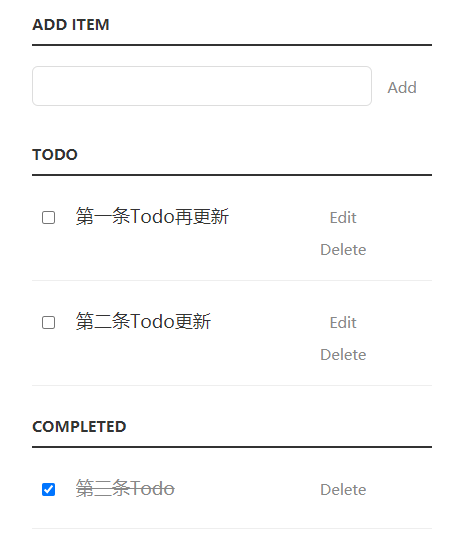 ADD ITEM
Add
TODO
第一条Todo再更新
Edit
Delete
第二条Todo更新
Edit
Delete
COMPLETED
第三条Todo
Delete